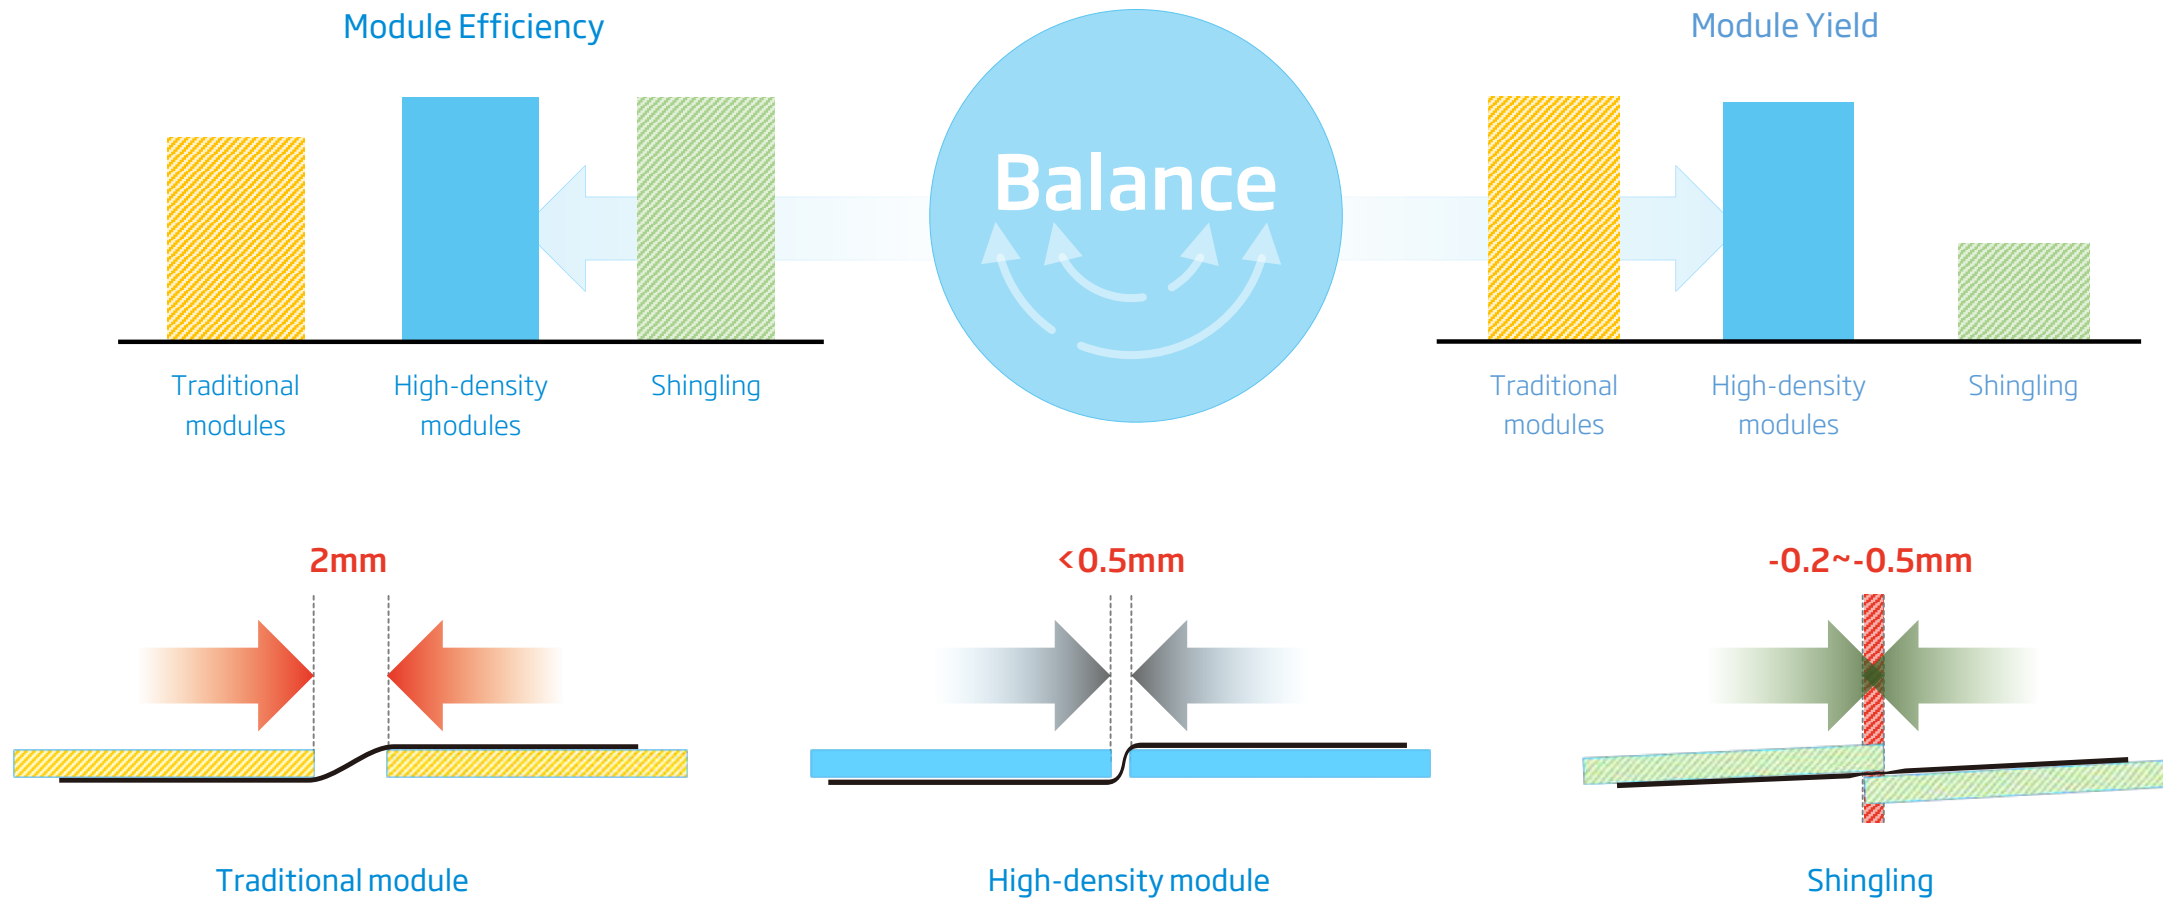 Module Efficiency
Module Yield
Balance
Traditional
modules
High-density
modules
Shingling
Traditional
modules
High-density
modules
Shingling
2mm
<0.5mm
-0.2~-0.5mm
Traditional module
High-density module
Shingling